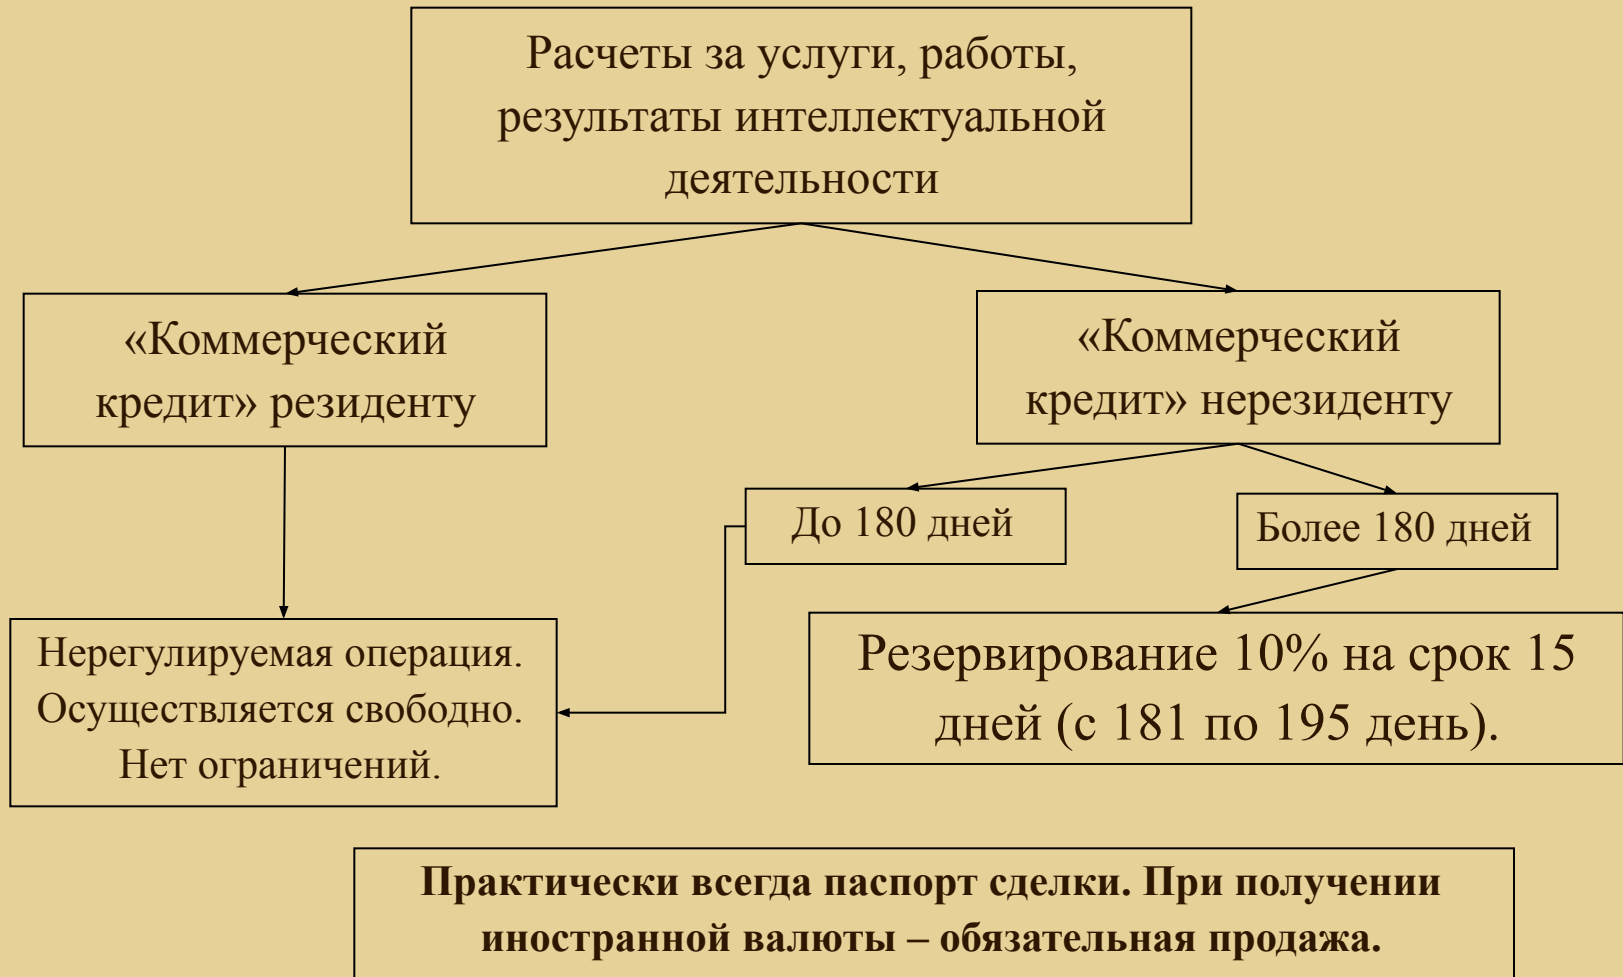 Расчеты за услуги, работы,
результаты интеллектуальной
деятельности
«Коммерческий
кредит» резиденту
«Коммерческий
кредит» нерезиденту
До 180 дней
Более 180 дней
Нерегулируемая операция.
Осуществляется свободно.
Нет ограничений.
Резервирование 10% на срок 15
дней (с 181 по 195 день).
Практически всегда паспорт сделки. При получении
иностранной валюты – обязательная продажа.